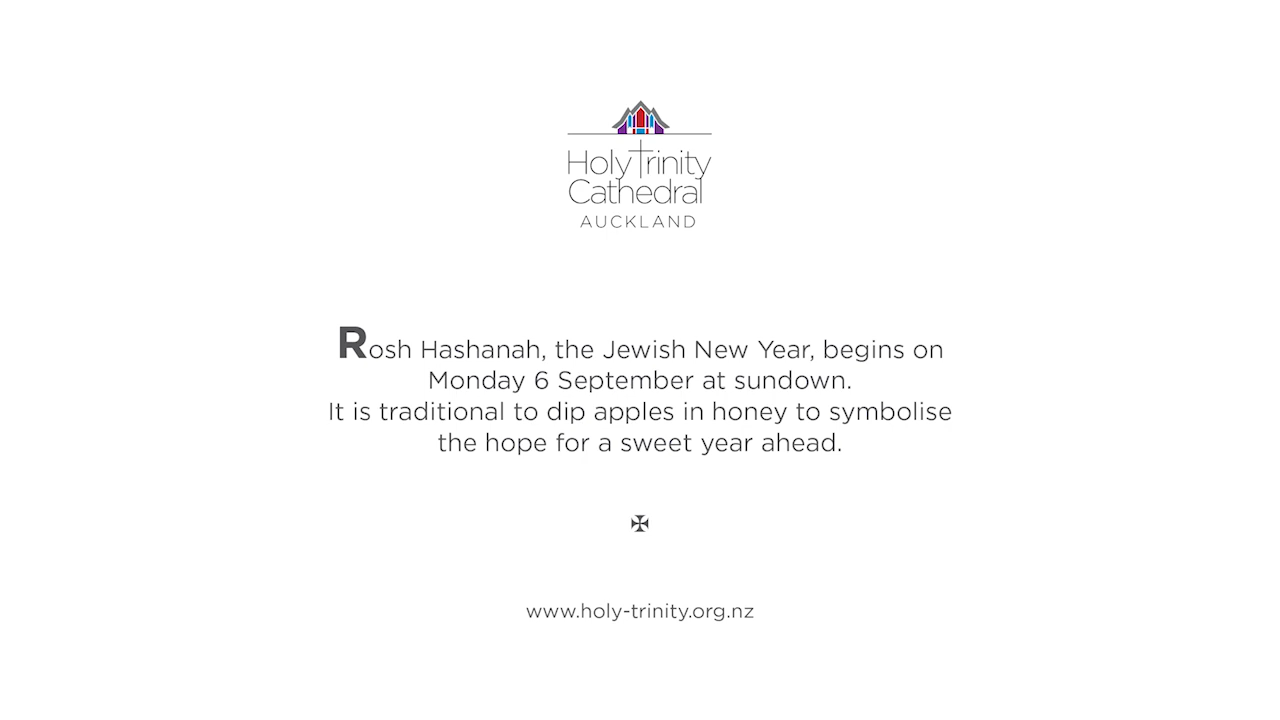 Holy Trinity
Cathedral
AUCKLAND
Rosh Hashanah, the Jewish New Year, begins on
Monday 6 September at sundown.
It is traditional to dip apples in honey to symbolise
the hope for a sweet year ahead.
✠
www.holy-trinity.org.nz